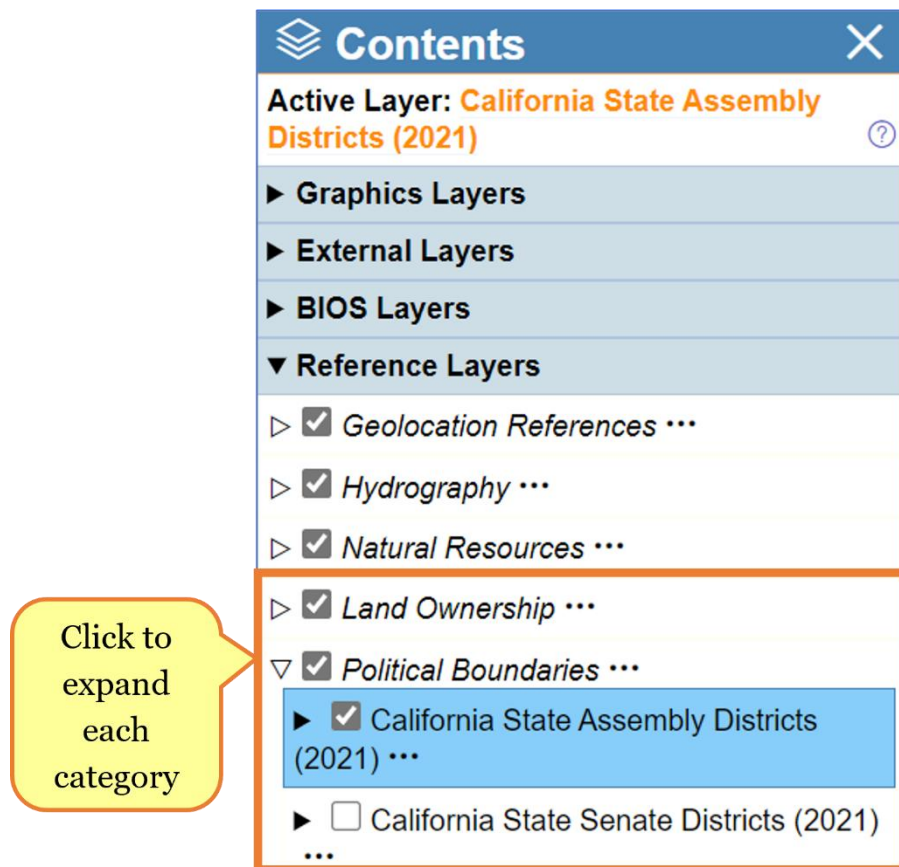 Contents
Active Layer: California State Assembly
Districts (2021)
?
Graphics Layers
External Layers
BIOS Layers
Reference Layers
Geolocation References •••
Hydrography •••
Natural Resources •••
Land Ownership •••
Political Boundaries •••
California State Assembly Districts
(2021) •••
California State Senate Districts (2021)
•••
Click to
expand
each
category